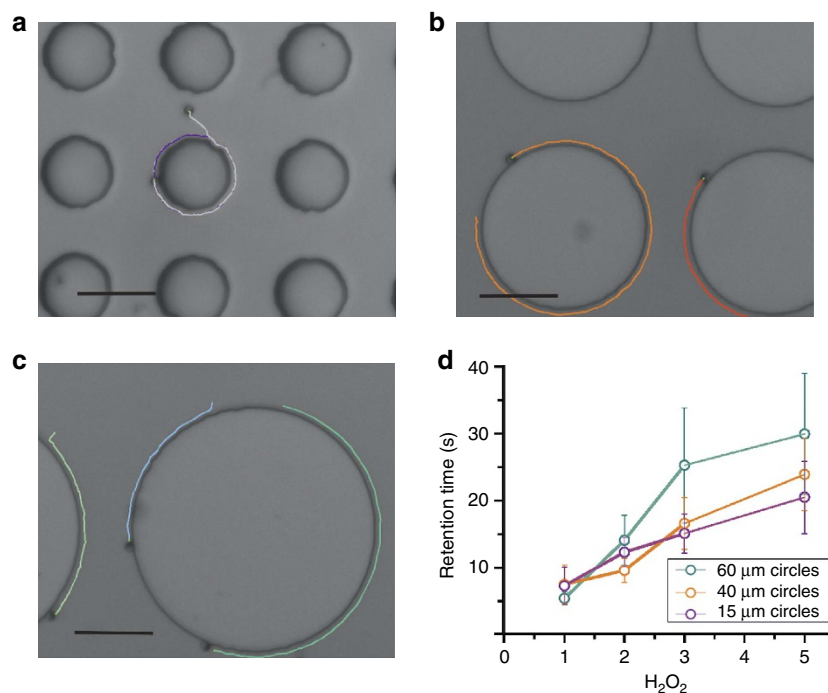 a
b
c
d
40
30
20
10
Retention time (s)
60 μm circles
40 μm circles
15 μm circles
0 1 2 3 4 5
H₂O₂